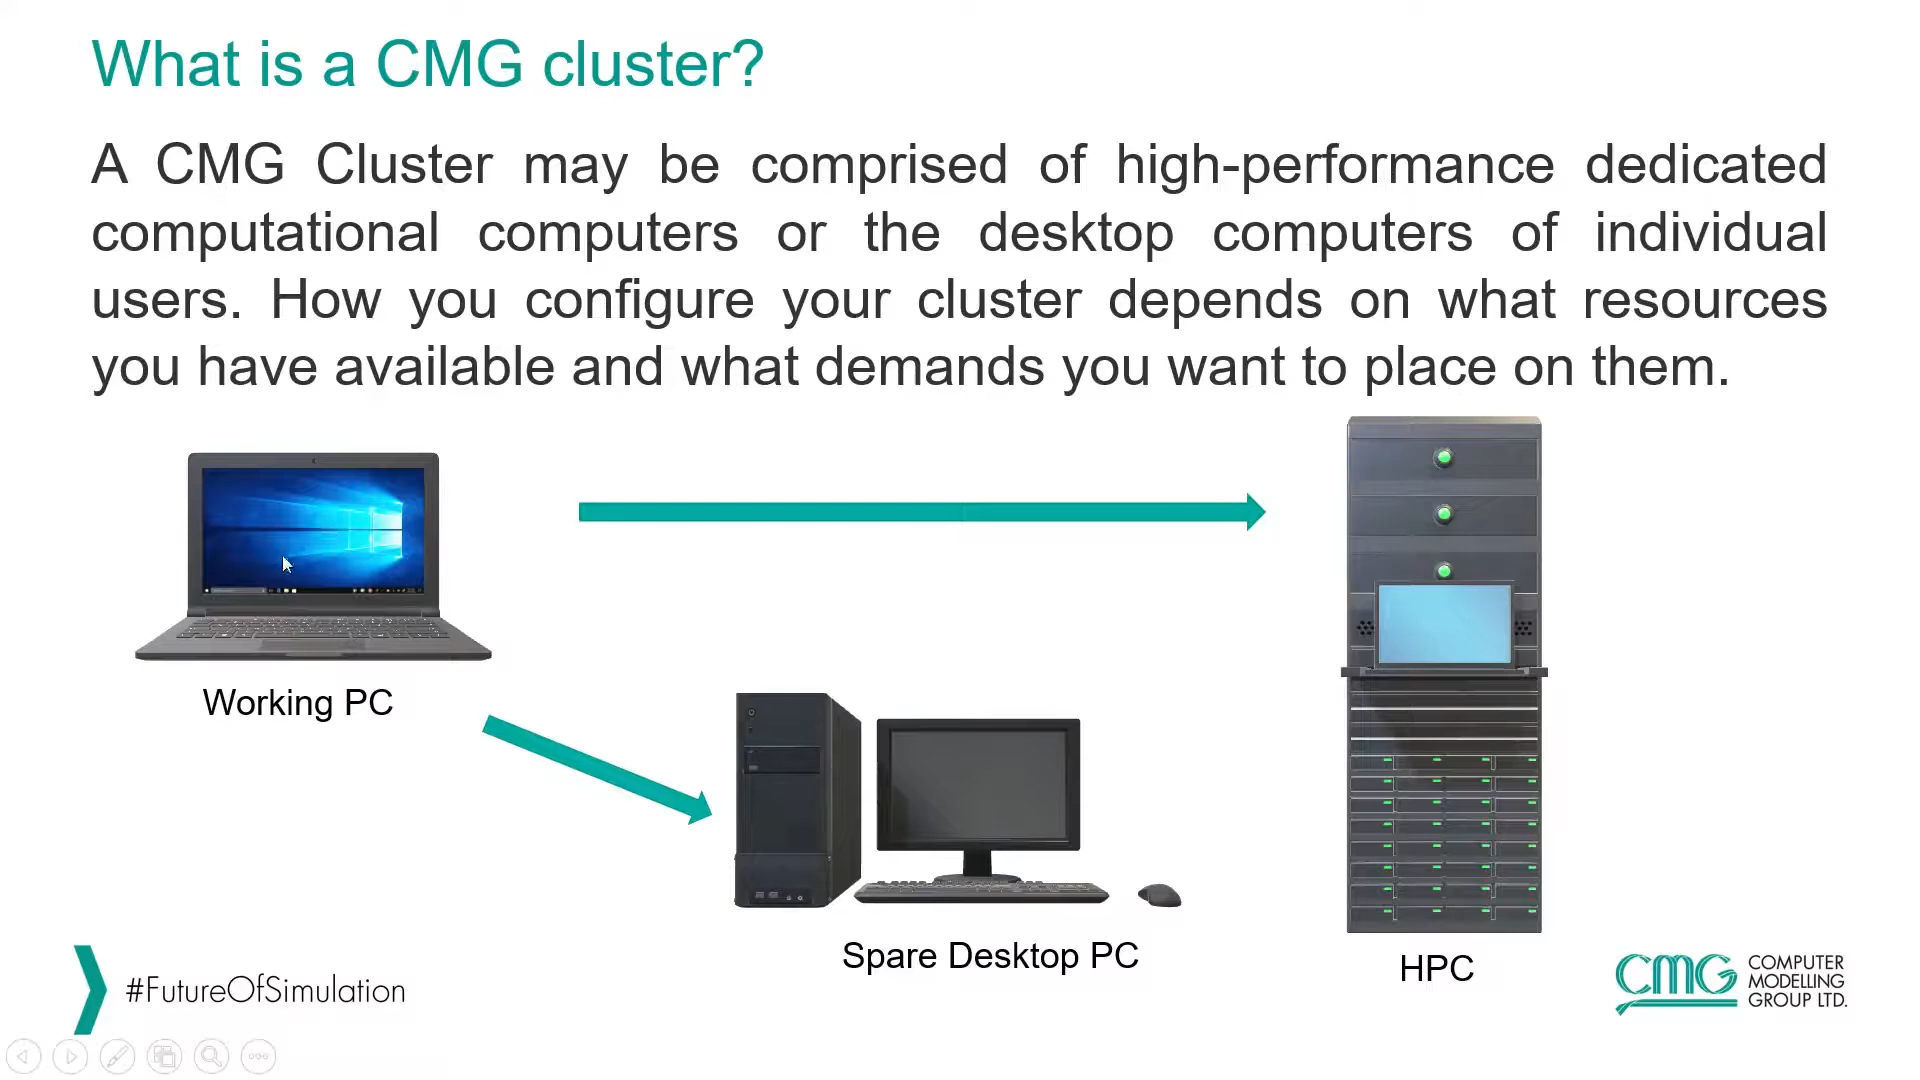 What is a CMG cluster?
A CMG Cluster may be comprised of high-performance dedicated
computational computers or the desktop computers of individual
users. How you configure your cluster depends on what resources
you have available and what demands you want to place on them.
Working PC
Spare Desktop PC
HPC
#FutureOfSimulation
CMG COMPUTER
MODELLING
GROUP LTD.